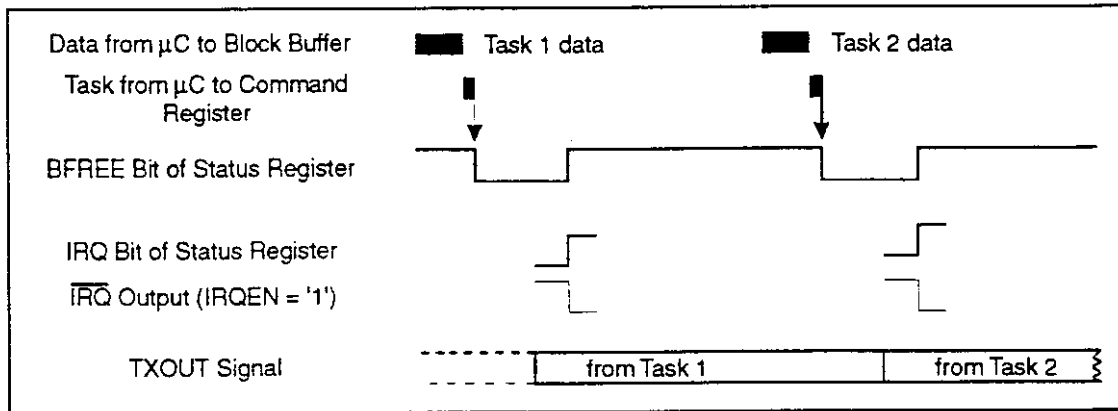 Data from μC to Block Buffer
Task 1 data
Task 2 data
Task from μC to Command
Register
BFREE Bit of Status Register
IRQ Bit of Status Register
I̅R̅Q̅ Output (IRQEN = '1')
TXOUT Signal
from Task 1
from Task 2